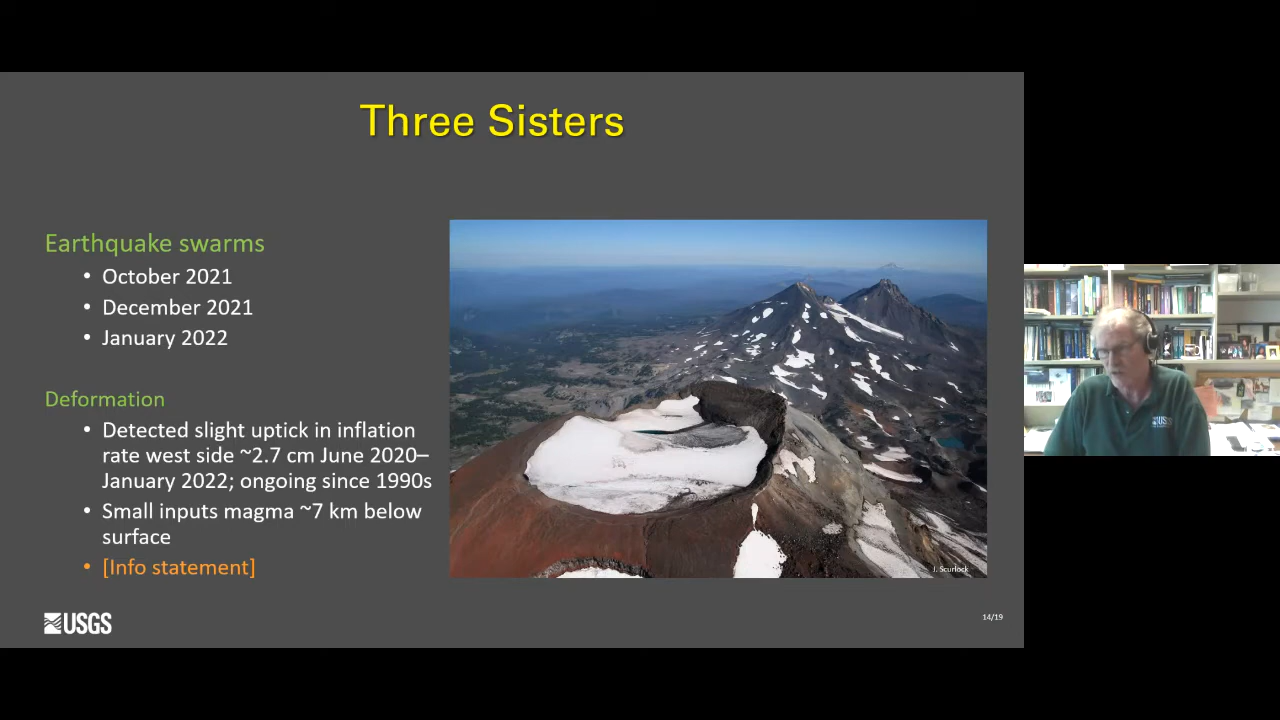 Three Sisters
Earthquake swarms
• October 2021
• December 2021
• January 2022
Deformation
• Detected slight uptick in inflation
rate west side ~2.7 cm June 2020–
January 2022; ongoing since 1990s
• Small inputs magma ~7 km below
surface
• [Info statement]
J. Scurlock
USGS
14/19
USGS